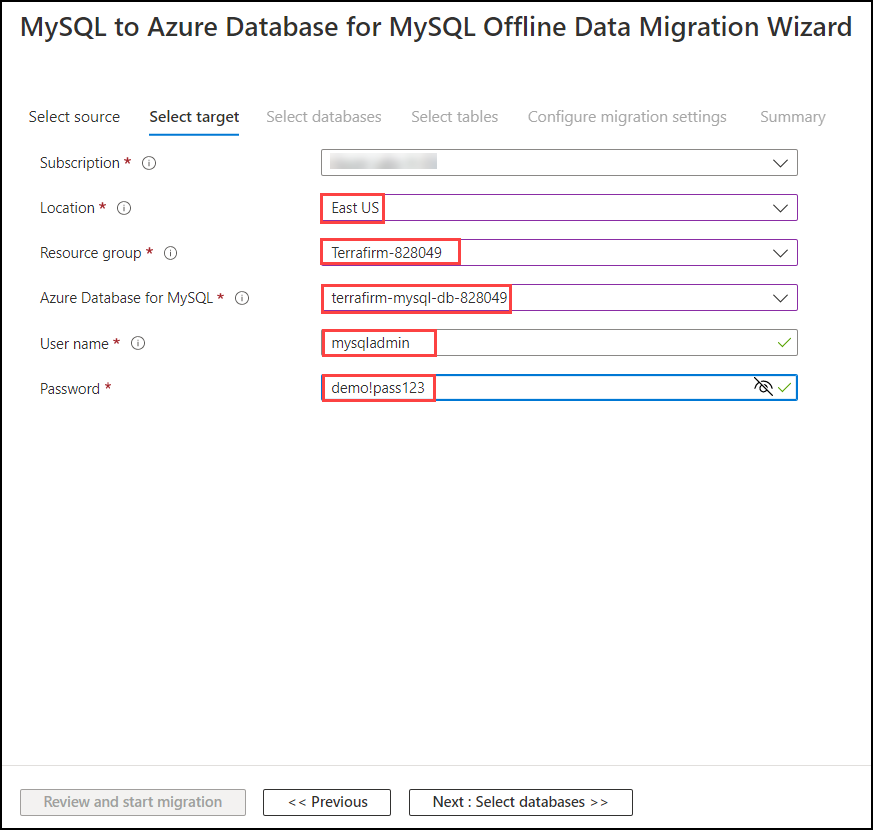 MySQL to Azure Database for MySQL Offline Data Migration Wizard
Select source Select target Select databases Select tables Configure migration settings Summary
Subscription *
Location * East US
Resource group * Terrafirm-828049
Azure Database for MySQL * terrafirm-mysql-db-828049
User name * mysqladmin
Password * demo!pass123
Review and start migration << Previous Next : Select databases >>